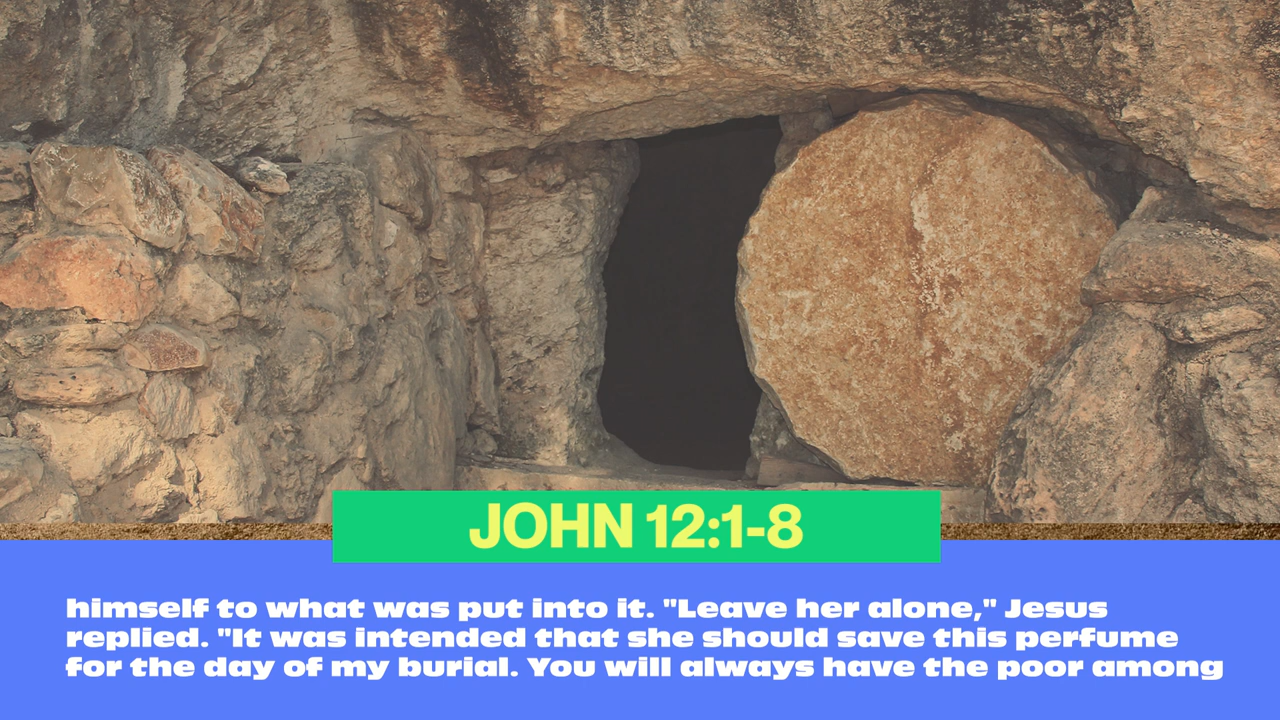 JOHN 12:1-8
himself to what was put into it. "Leave her alone," Jesus
replied. "It was intended that she should save this perfume
for the day of my burial. You will always have the poor among